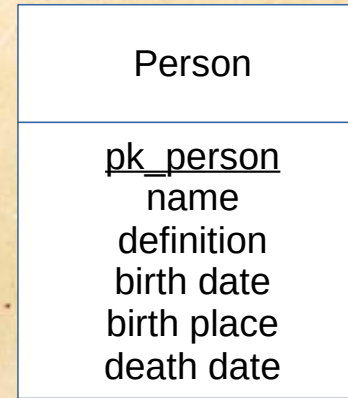 Person
pk_person
name
definition
birth date
birth place
death date